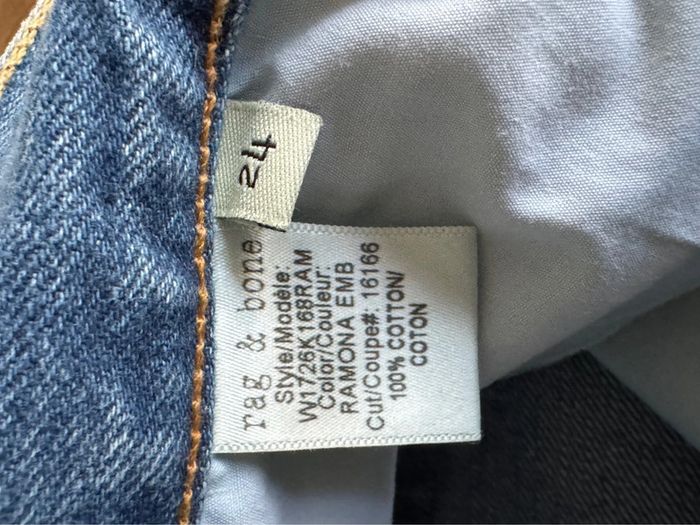 24
rag & bone
Style/Modèle:
W1726K168RAM
Color/Couleur:
RAMONA EMB
Cut/Coupe#: 16166
100% COTTON/
COTON